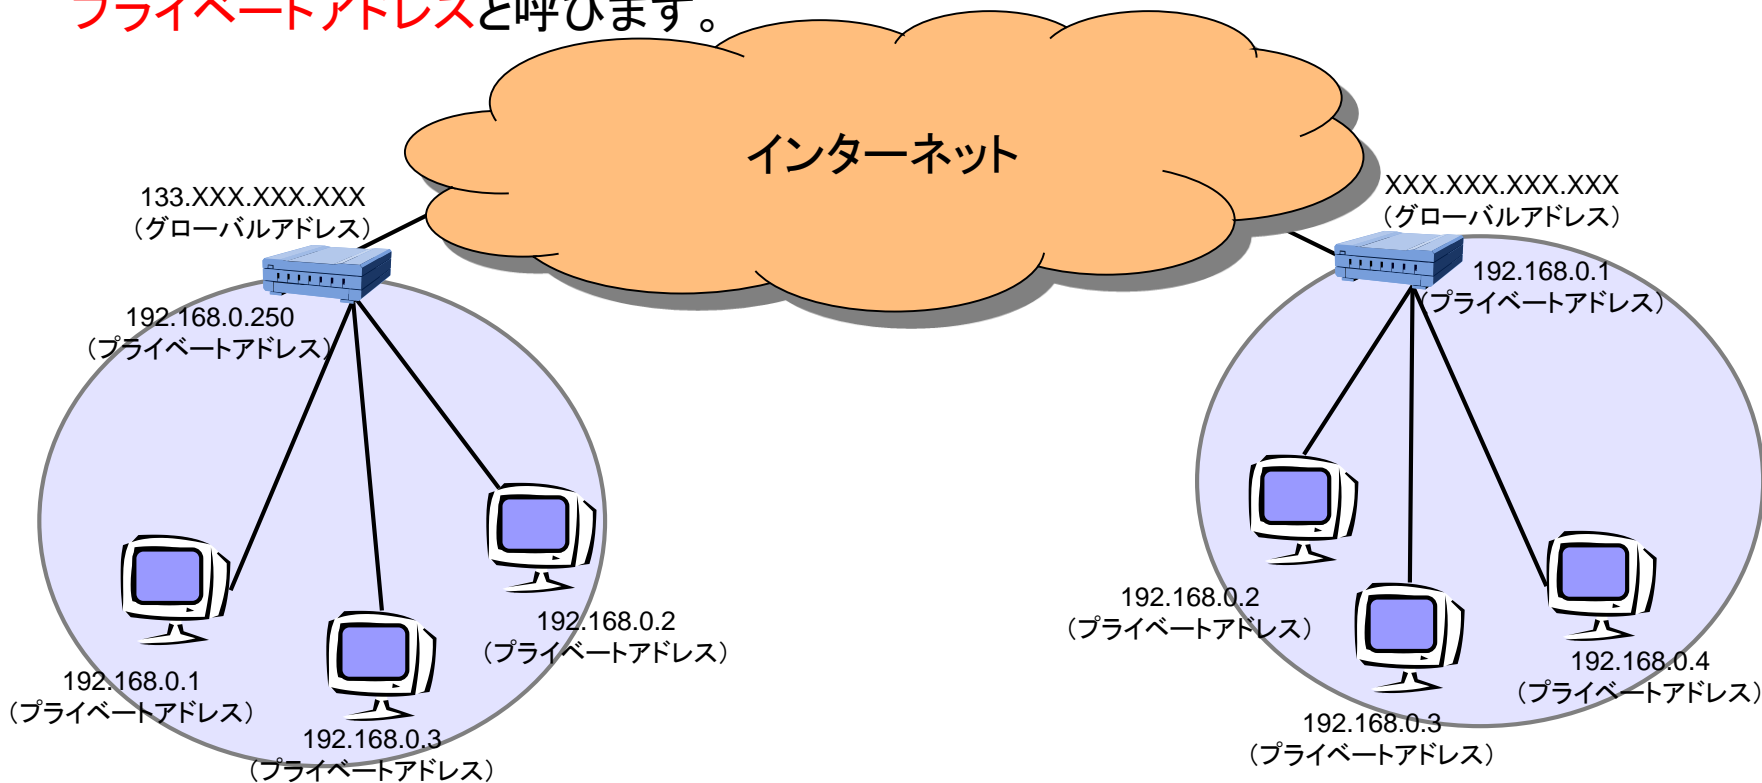 プライベートアドレスと呼びます。
インターネット
133.XXX.XXX.XXX
（グローバルアドレス）
192.168.0.250
（プライベートアドレス）
192.168.0.1
（プライベートアドレス）
192.168.0.3
（プライベートアドレス）
192.168.0.2
（プライベートアドレス）
XXX.XXX.XXX.XXX
（グローバルアドレス）
192.168.0.1
（プライベートアドレス）
192.168.0.2
（プライベートアドレス）
192.168.0.3
（プライベートアドレス）
192.168.0.4
（プライベートアドレス）